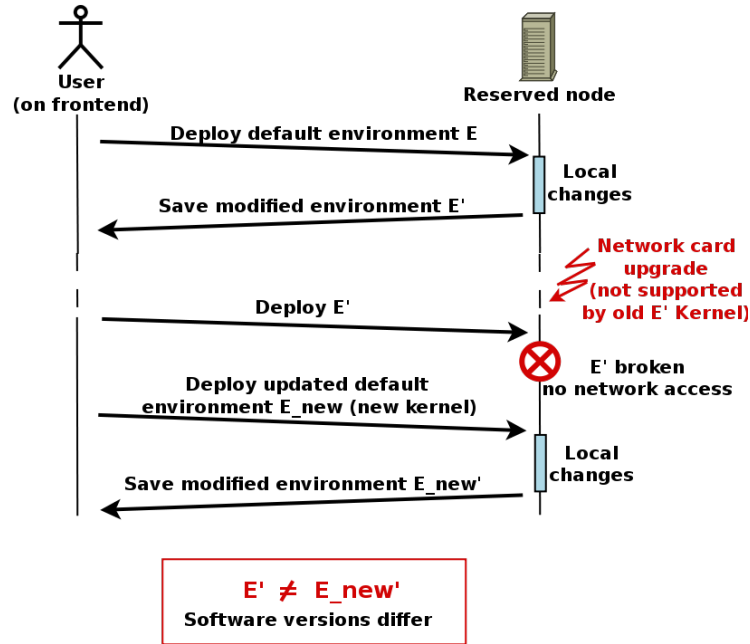 User
(on frontend)
Reserved node
Deploy default environment E
Local
changes
Save modified environment E'
Network card
upgrade
(not supported
by old E' Kernel)
Deploy E'
E' broken
no network access
Deploy updated default
environment E_new (new kernel)
Local
changes
Save modified environment E_new'
E' ≠ E_new'
Software versions differ